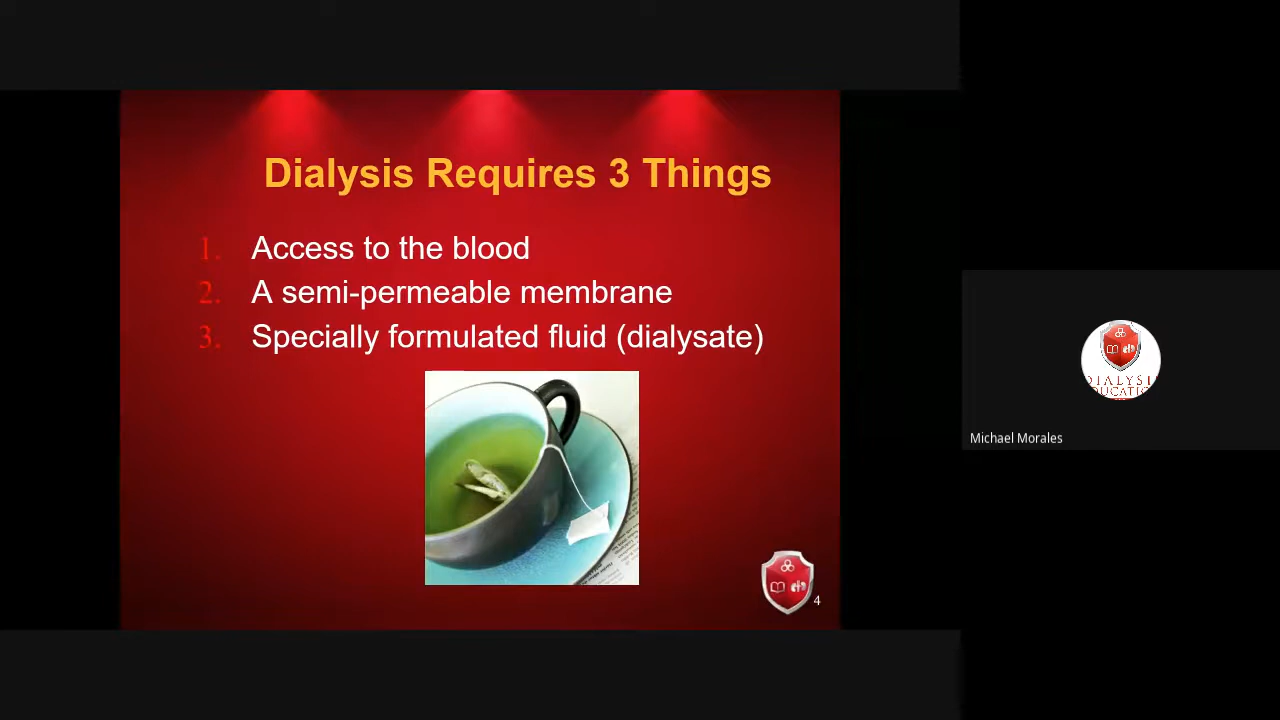 Dialysis Requires 3 Things
1. Access to the blood
2. A semi-permeable membrane
3. Specially formulated fluid (dialysate)
4
Michael Morales